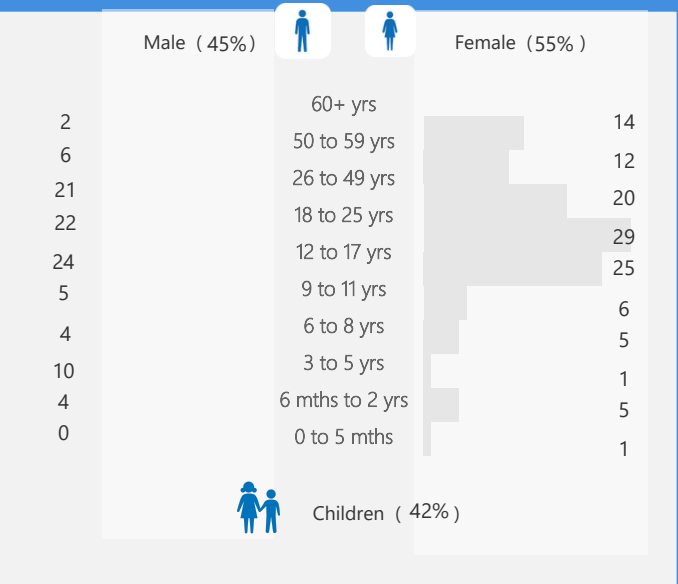 Male ( 45% )
Female ( 55% )
60+ yrs
2
14
50 to 59 yrs
6
12
26 to 49 yrs
21
20
18 to 25 yrs
22
29
12 to 17 yrs
24
25
9 to 11 yrs
5
6
6 to 8 yrs
4
5
3 to 5 yrs
10
1
6 mths to 2 yrs
4
5
0 to 5 mths
0
1
Children ( 42% )